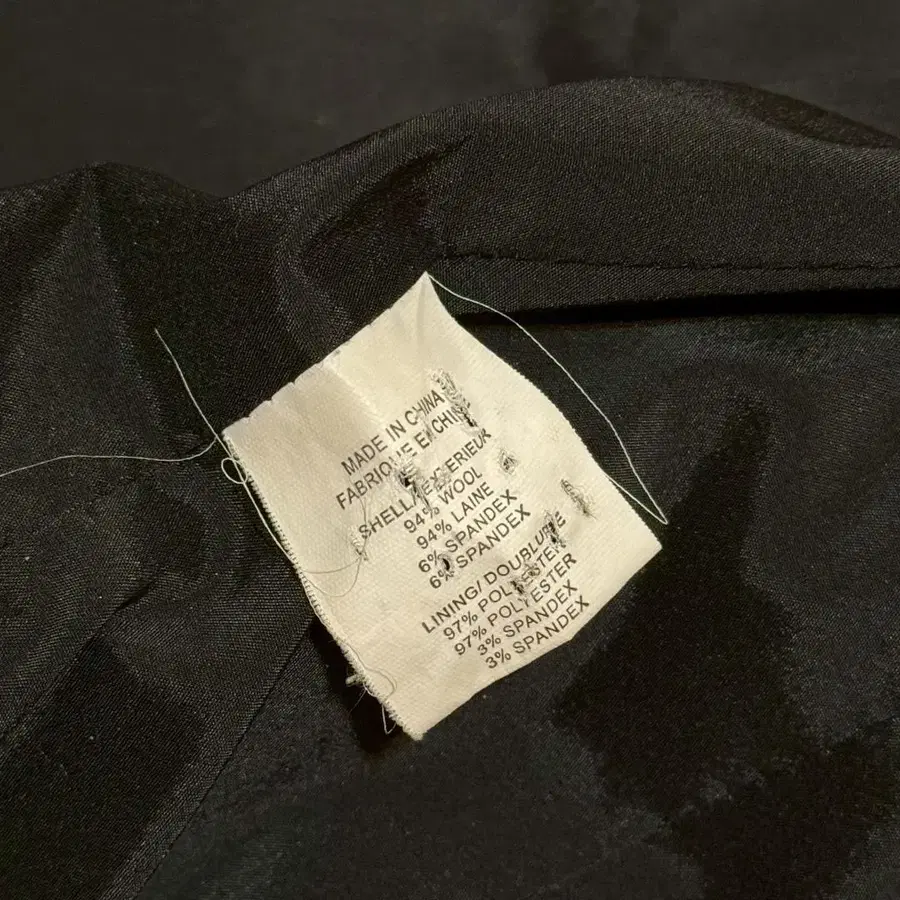 MADE IN CHINA
FABRIQUE EN CHINE
SHELL/EXTERIEUR
94% WOOL
94% LAINE
6% SPANDEX
6% SPANDEX
LINING/ DOUBLURE
97% POLYESTER
97% POLYESTER
3% SPANDEX
3% SPANDEX